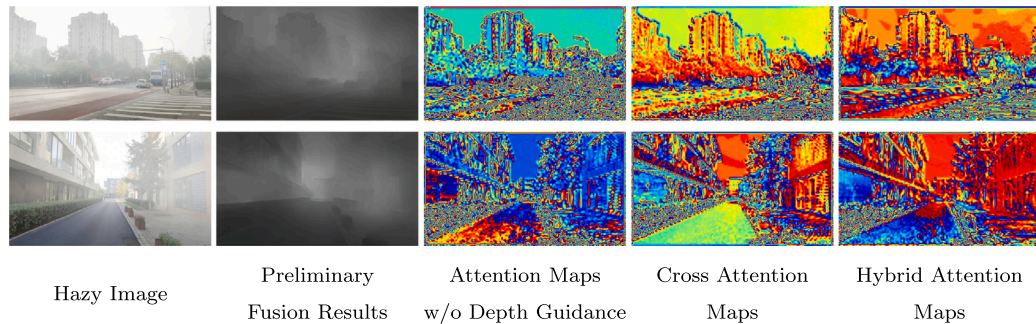 Hazy Image
Preliminary
Fusion Results
Attention Maps
w/o Depth Guidance
Cross Attention
Maps
Hybrid Attention
Maps